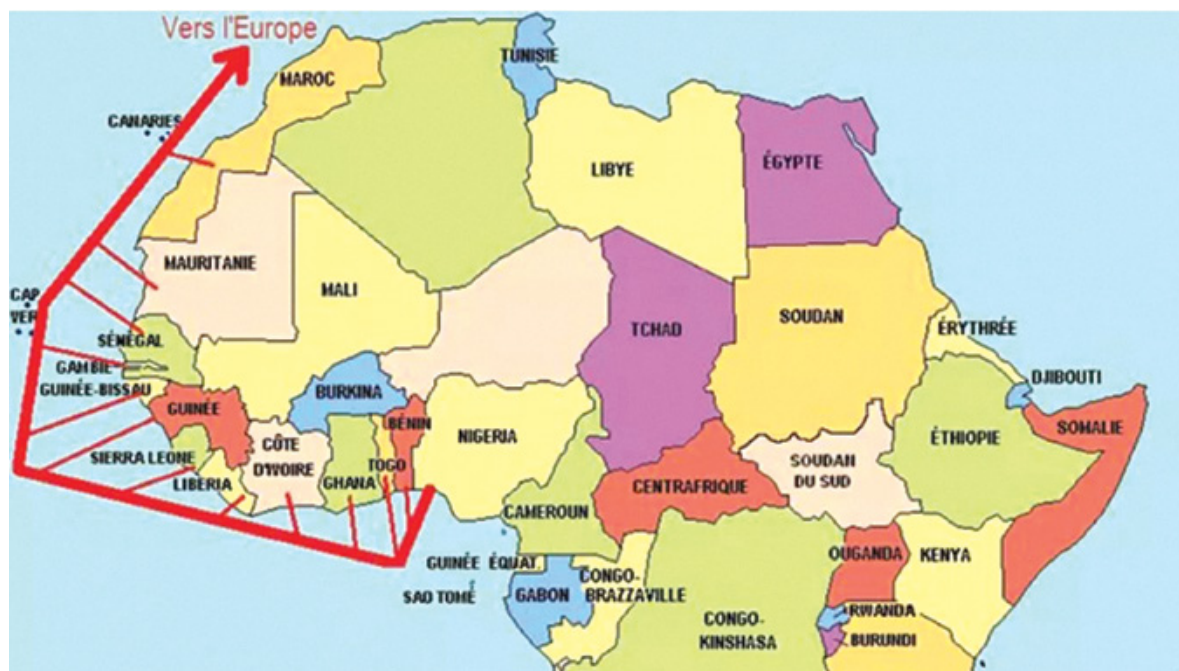 Vers l'Europe
MAROC
TUNISIE
CANARIES
LIBYE
ÉGYPTE
MAURITANIE
MALI
CAP
VER
TCHAD
SOUDAN
ÉRYTHRÉE
SÉNÉGAL
GAMBIE
DJIBOUTI
GUINÉE-BISSAU
BURKINA
GUINÉE
BÉNIN
NIGERIA
SOMALIE
ÉTHIOPIE
CÔTE
D'IVOIRE
SIERRA LEONE
TOGO
SOUDAN
DU SUD
LIBERIA
GHANA
CENTRAFRIQUE
CAMEROUN
OUGANDA
KENYA
GUINÉE ÉQUAT.
CONGO-
BRAZZAVILLE
GABON
SAO TOMÉ
RWANDA
CONGO-
KINSHASA
BURUNDI